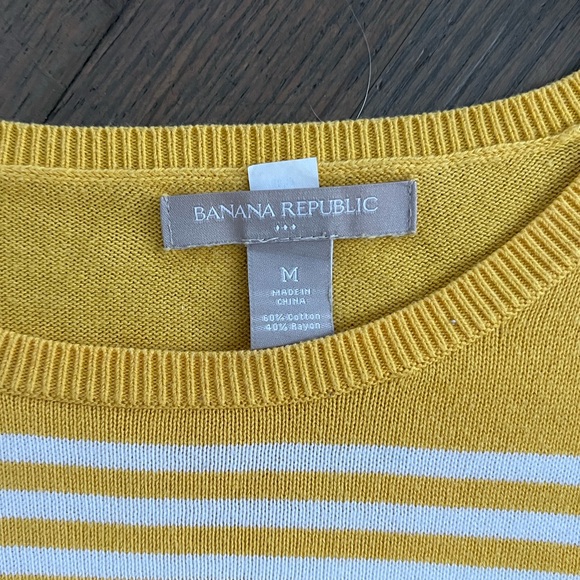 BANANA REPUBLIC
M
MADE IN
CHINA
60% Cotton
40% Rayon